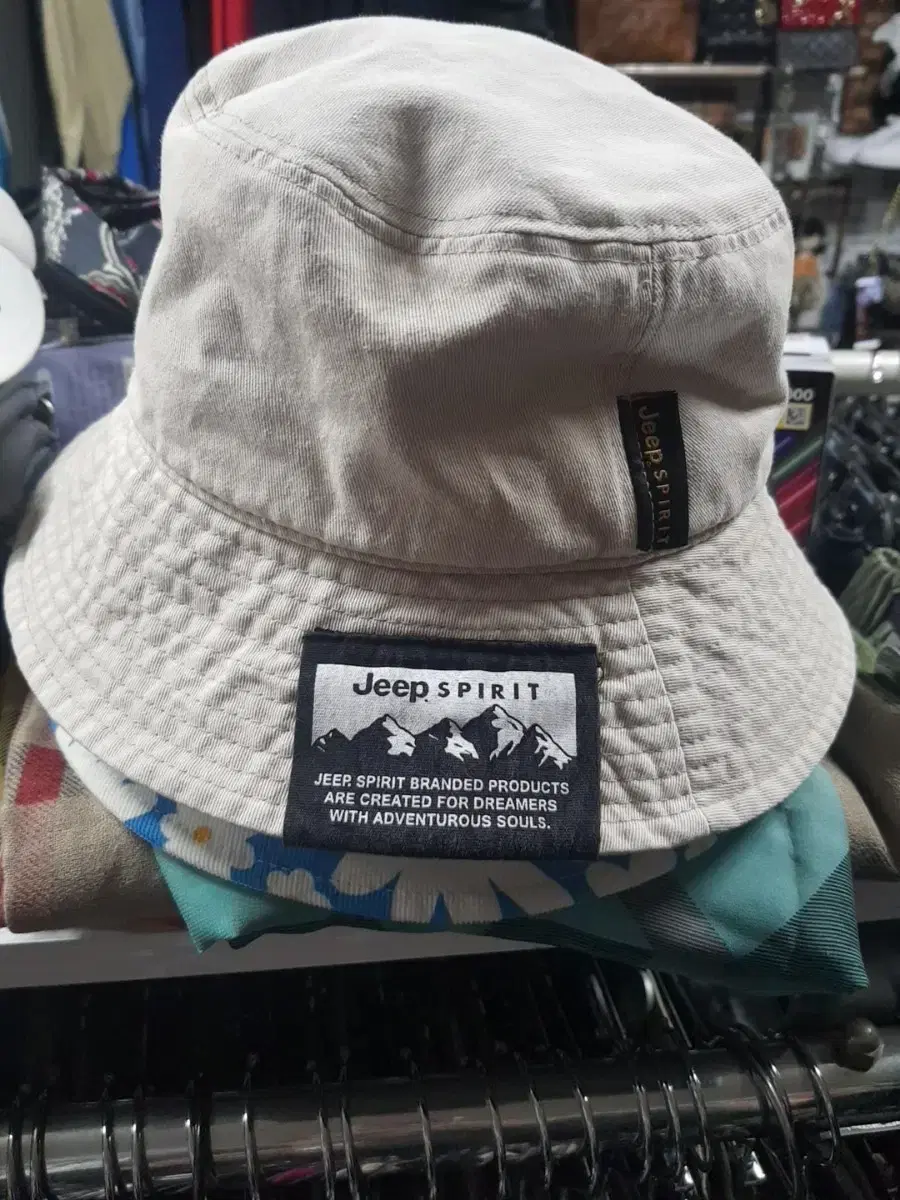 Jeep SPIRIT
Jeep SPIRIT
JEEP. SPIRIT BRANDED PRODUCTS
ARE CREATED FOR DREAMERS
WITH ADVENTUROUS SOULS.